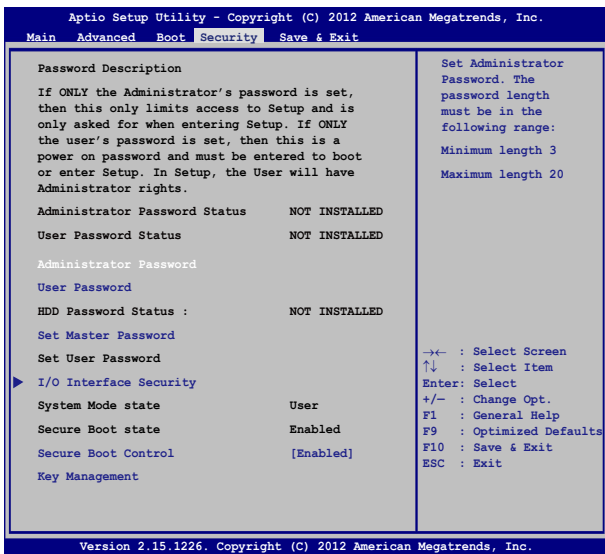 Aptio Setup Utility - Copyright (C) 2012 American Megatrends, Inc.
Main Advanced Boot Security Save & Exit
Password Description
If ONLY the Administrator's password is set,
then this only limits access to Setup and is
only asked for when entering Setup. If ONLY
the user's password is set, then this is a
power on password and must be entered to boot
or enter Setup. In Setup, the User will have
Administrator rights.
Administrator Password Status NOT INSTALLED
User Password Status NOT INSTALLED
Administrator Password
User Password
HDD Password Status : NOT INSTALLED
Set Master Password
Set User Password
I/O Interface Security
System Mode state User
Secure Boot state Enabled
Secure Boot Control [Enabled]
Key Management
Set Administrator
Password. The
password length
must be in the
following range:
Minimum length 3
Maximum length 20
→← : Select Screen
↑↓ : Select Item
Enter: Select
+/— : Change Opt.
F1 : General Help
F9 : Optimized Defaults
F10 : Save & Exit
ESC : Exit
Version 2.15.1226. Copyright (C) 2012 American Megatrends, Inc.